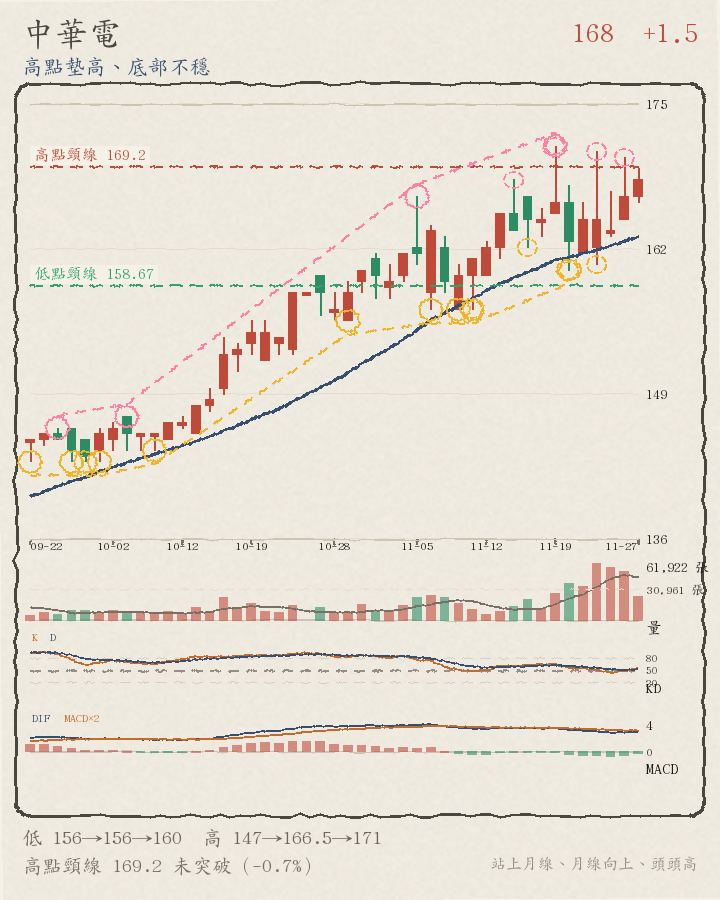 中華電 168 +1.5
高點墊高、底部不穩
175
高點頸線 169.2
162
低點頸線 158.67
149
136
09-22 10-02 10-12 10-19 10-28 11-05 11-12 11-19 11-27
61,922 張
30,961 張
量
K D
80
50
20
KD
DIF MACD×2
4
0
MACD
低 156→156→160 高 147→166.5→171
高點頸線 169.2 未突破 (-0.7%)
站上月線、月線向上、頭頭高